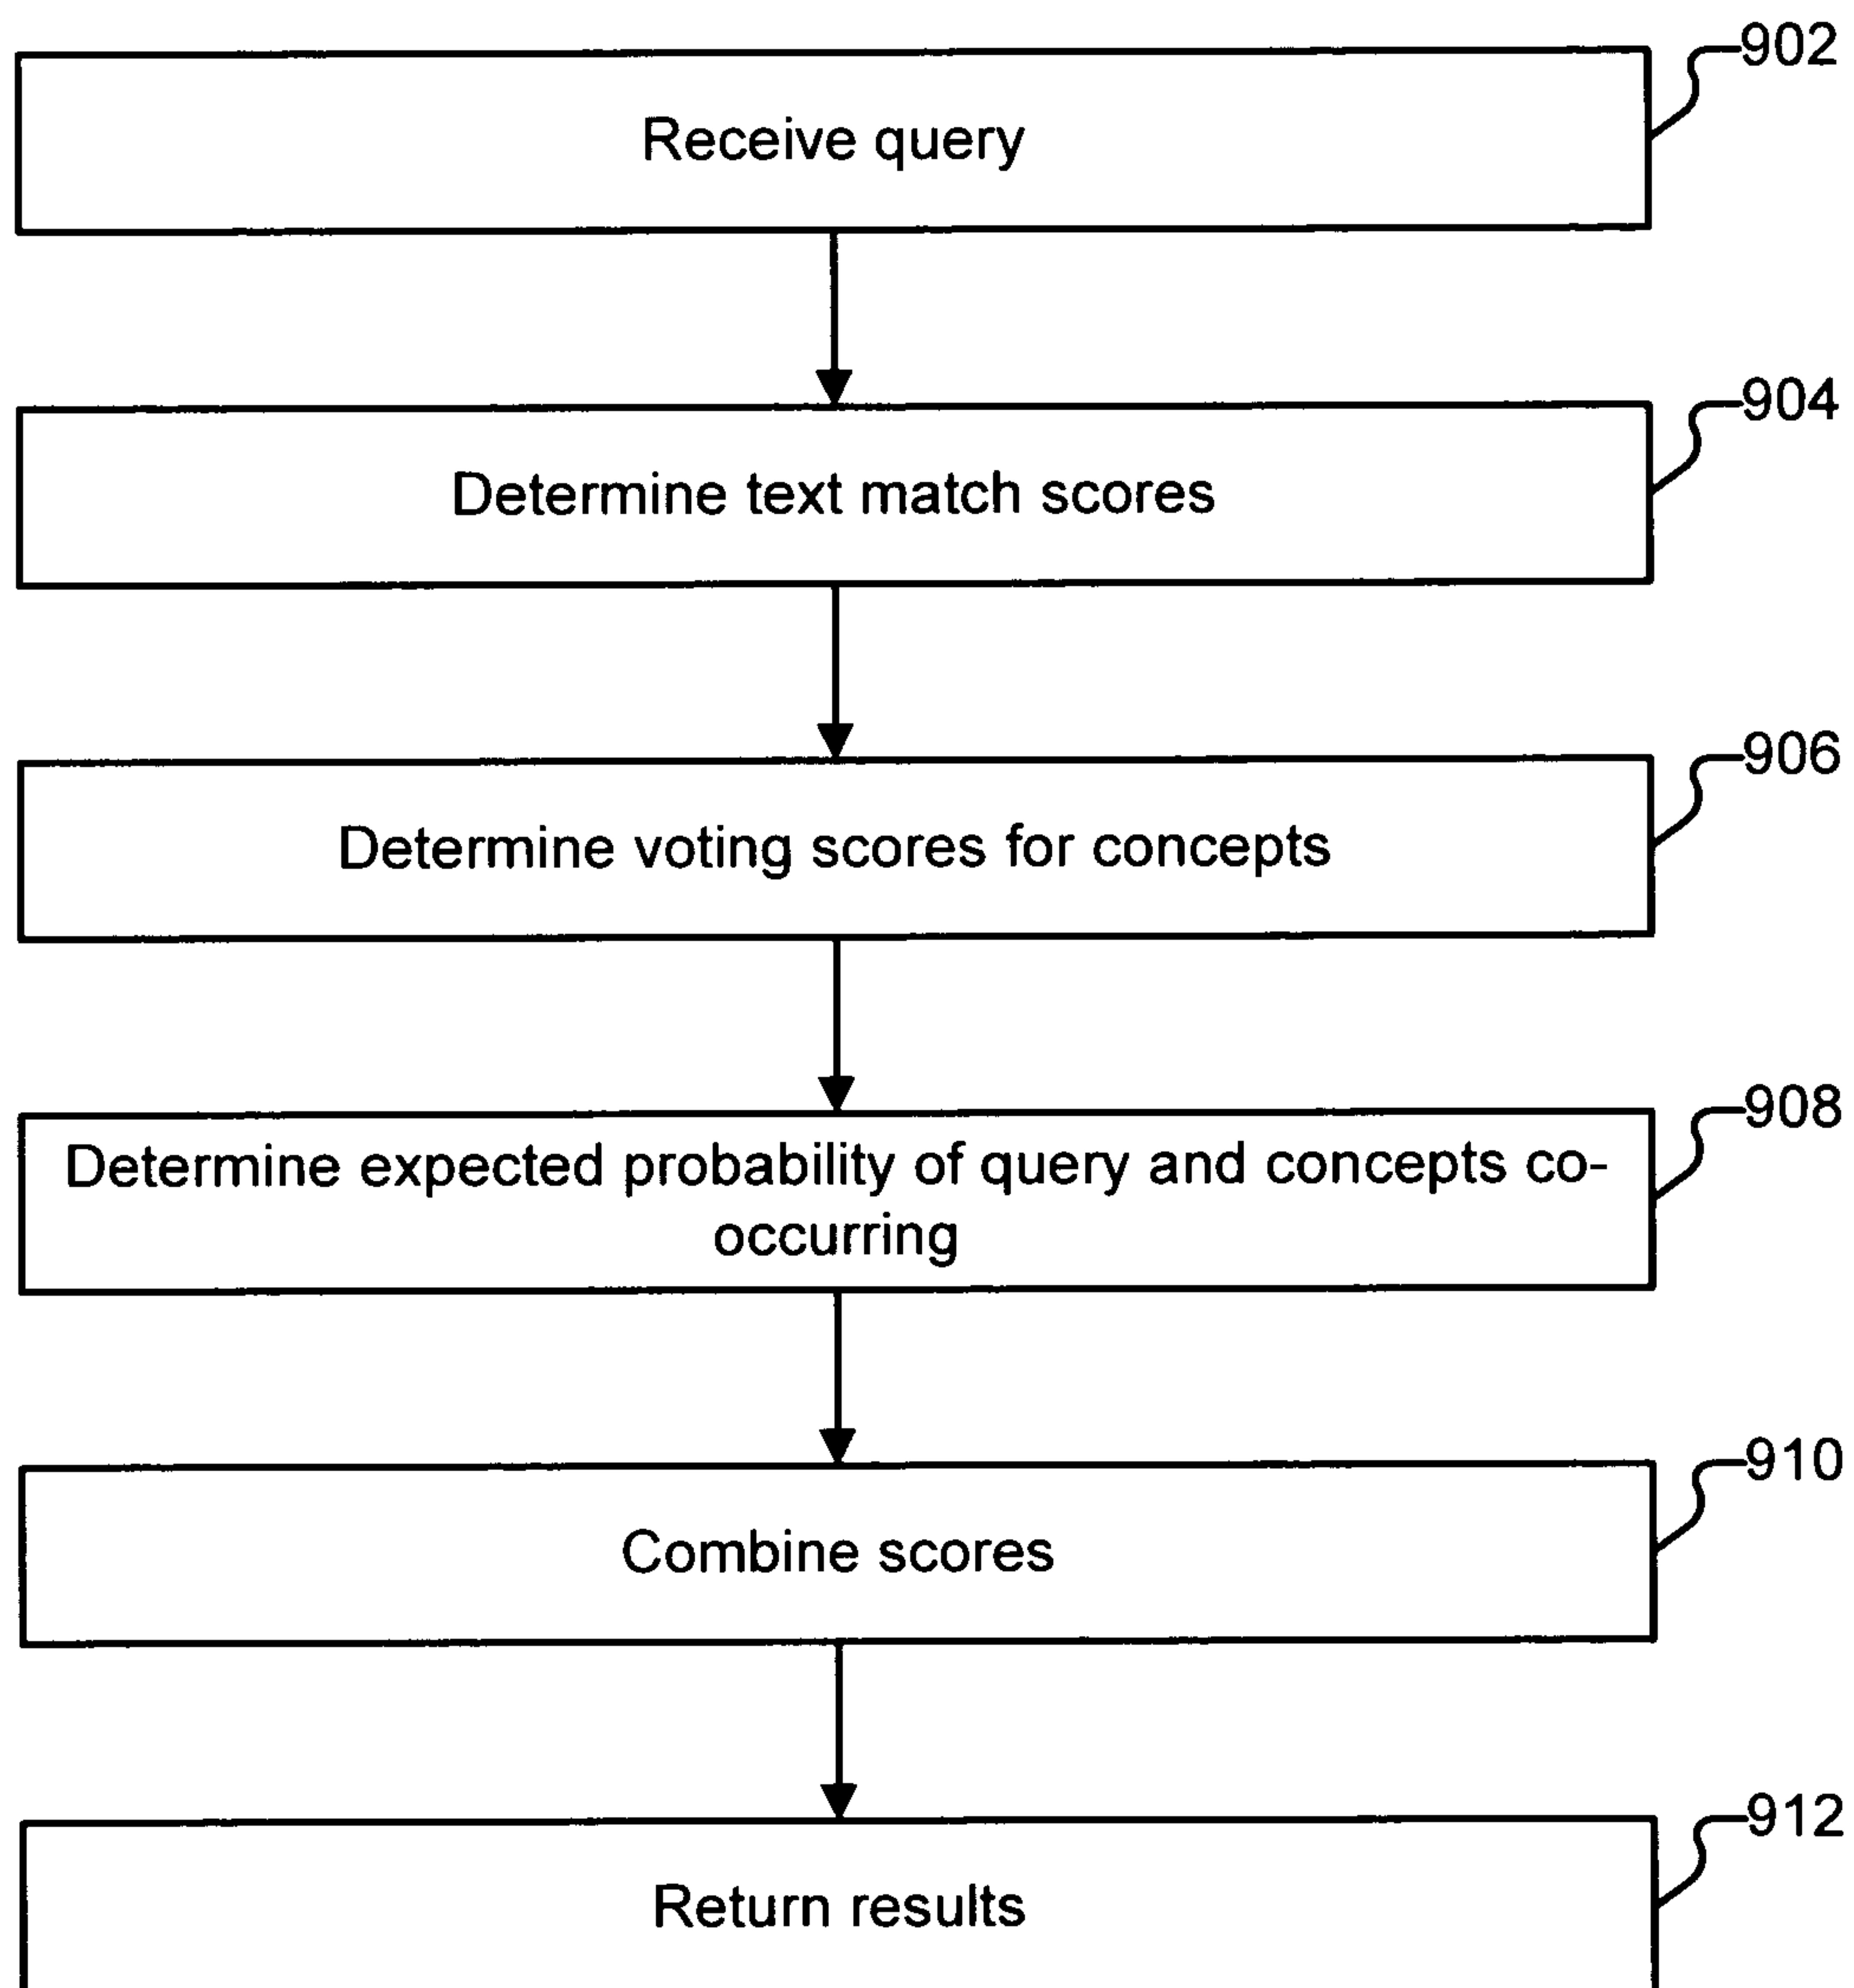 902
Receive query
904
Determine text match scores
906
Determine voting scores for concepts
908
Determine expected probability of query and concepts co-
occurring
910
Combine scores
912
Return results